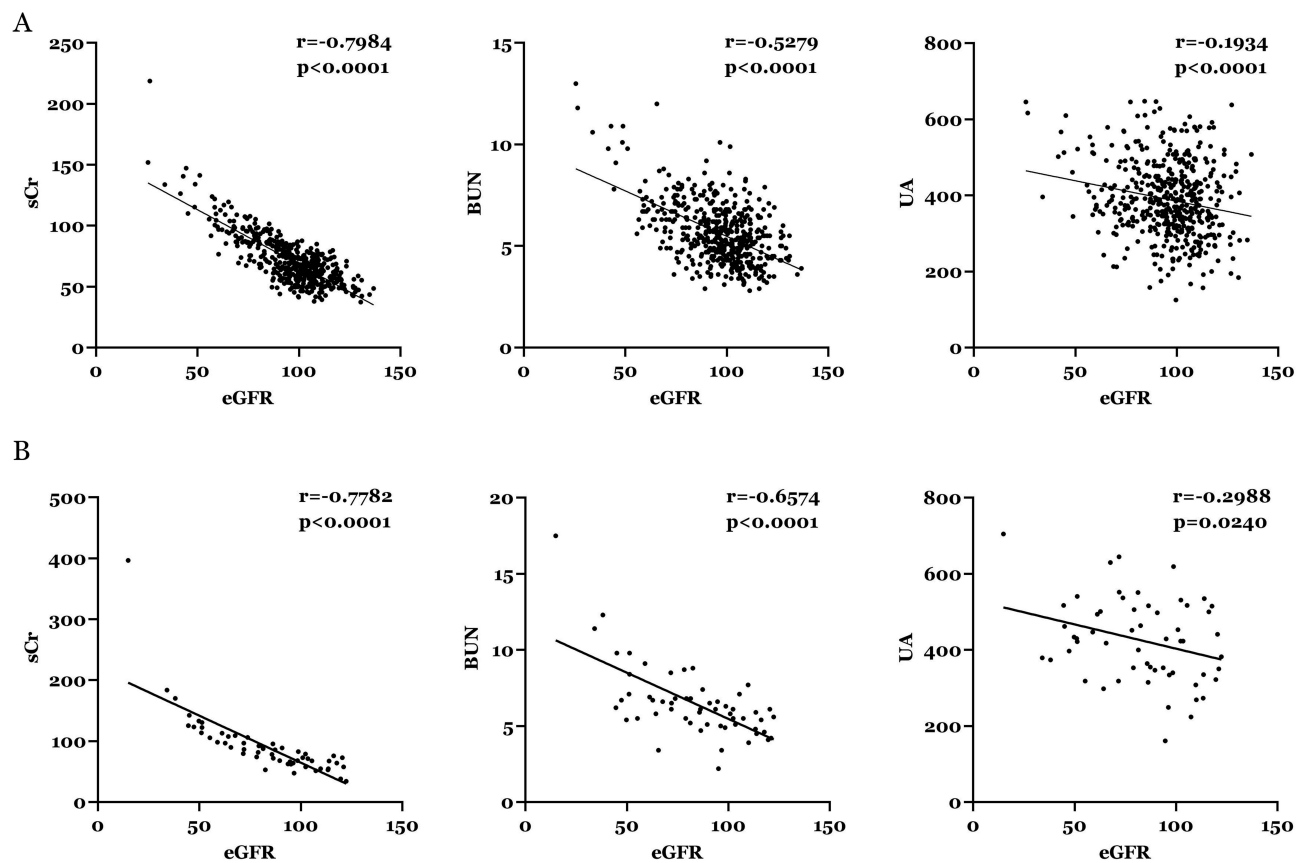 A
r=-0.7984
p<0.0001
250
200
150
100
50
0
sCr
0 50 100 150
eGFR
r=-0.5279
p<0.0001
15
10
5
0
BUN
0 50 100 150
eGFR
r=-0.1934
p<0.0001
800
600
400
200
0
UA
0 50 100 150
eGFR
B
r=-0.7782
p<0.0001
500
400
300
200
100
0
sCr
0 50 100 150
eGFR
r=-0.6574
p<0.0001
20
15
10
5
0
BUN
0 50 100 150
eGFR
r=-0.2988
p=0.0240
800
600
400
200
0
UA
0 50 100 150
eGFR